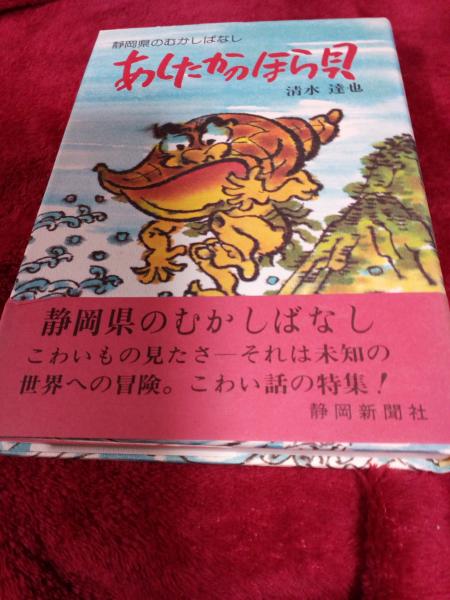 静岡県のむかしばなし
あしたかのほら貝
清水 達也
静岡県のむかしばなし
こわいもの見たさ―それは未知の
世界への冒険。こわい話の特集!
静岡新聞社